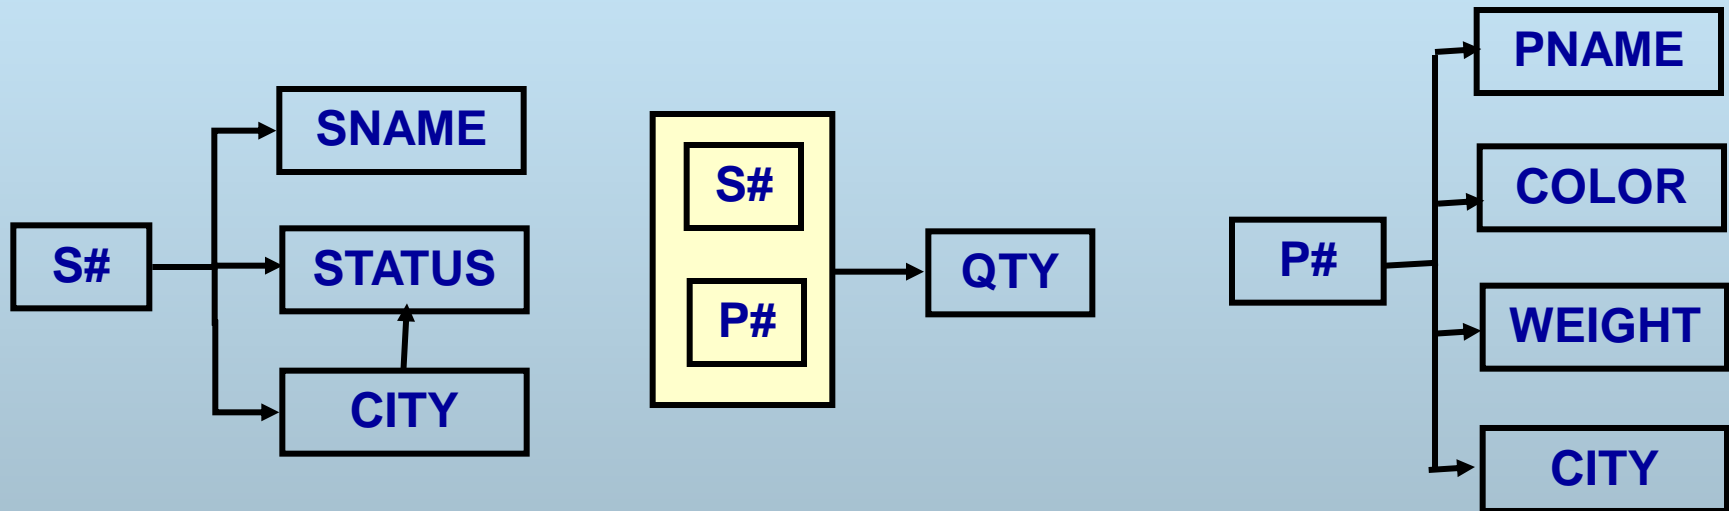 S#
SNAME
STATUS
CITY
S#
P#
QTY
P#
PNAME
COLOR
WEIGHT
CITY